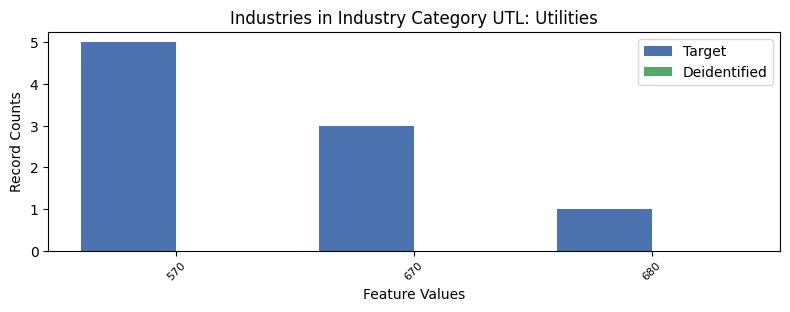 Industries in Industry Category UTL: Utilities
Target
Deidentified
Record Counts
5
4
3
2
1
0
570
670
680
Feature Values